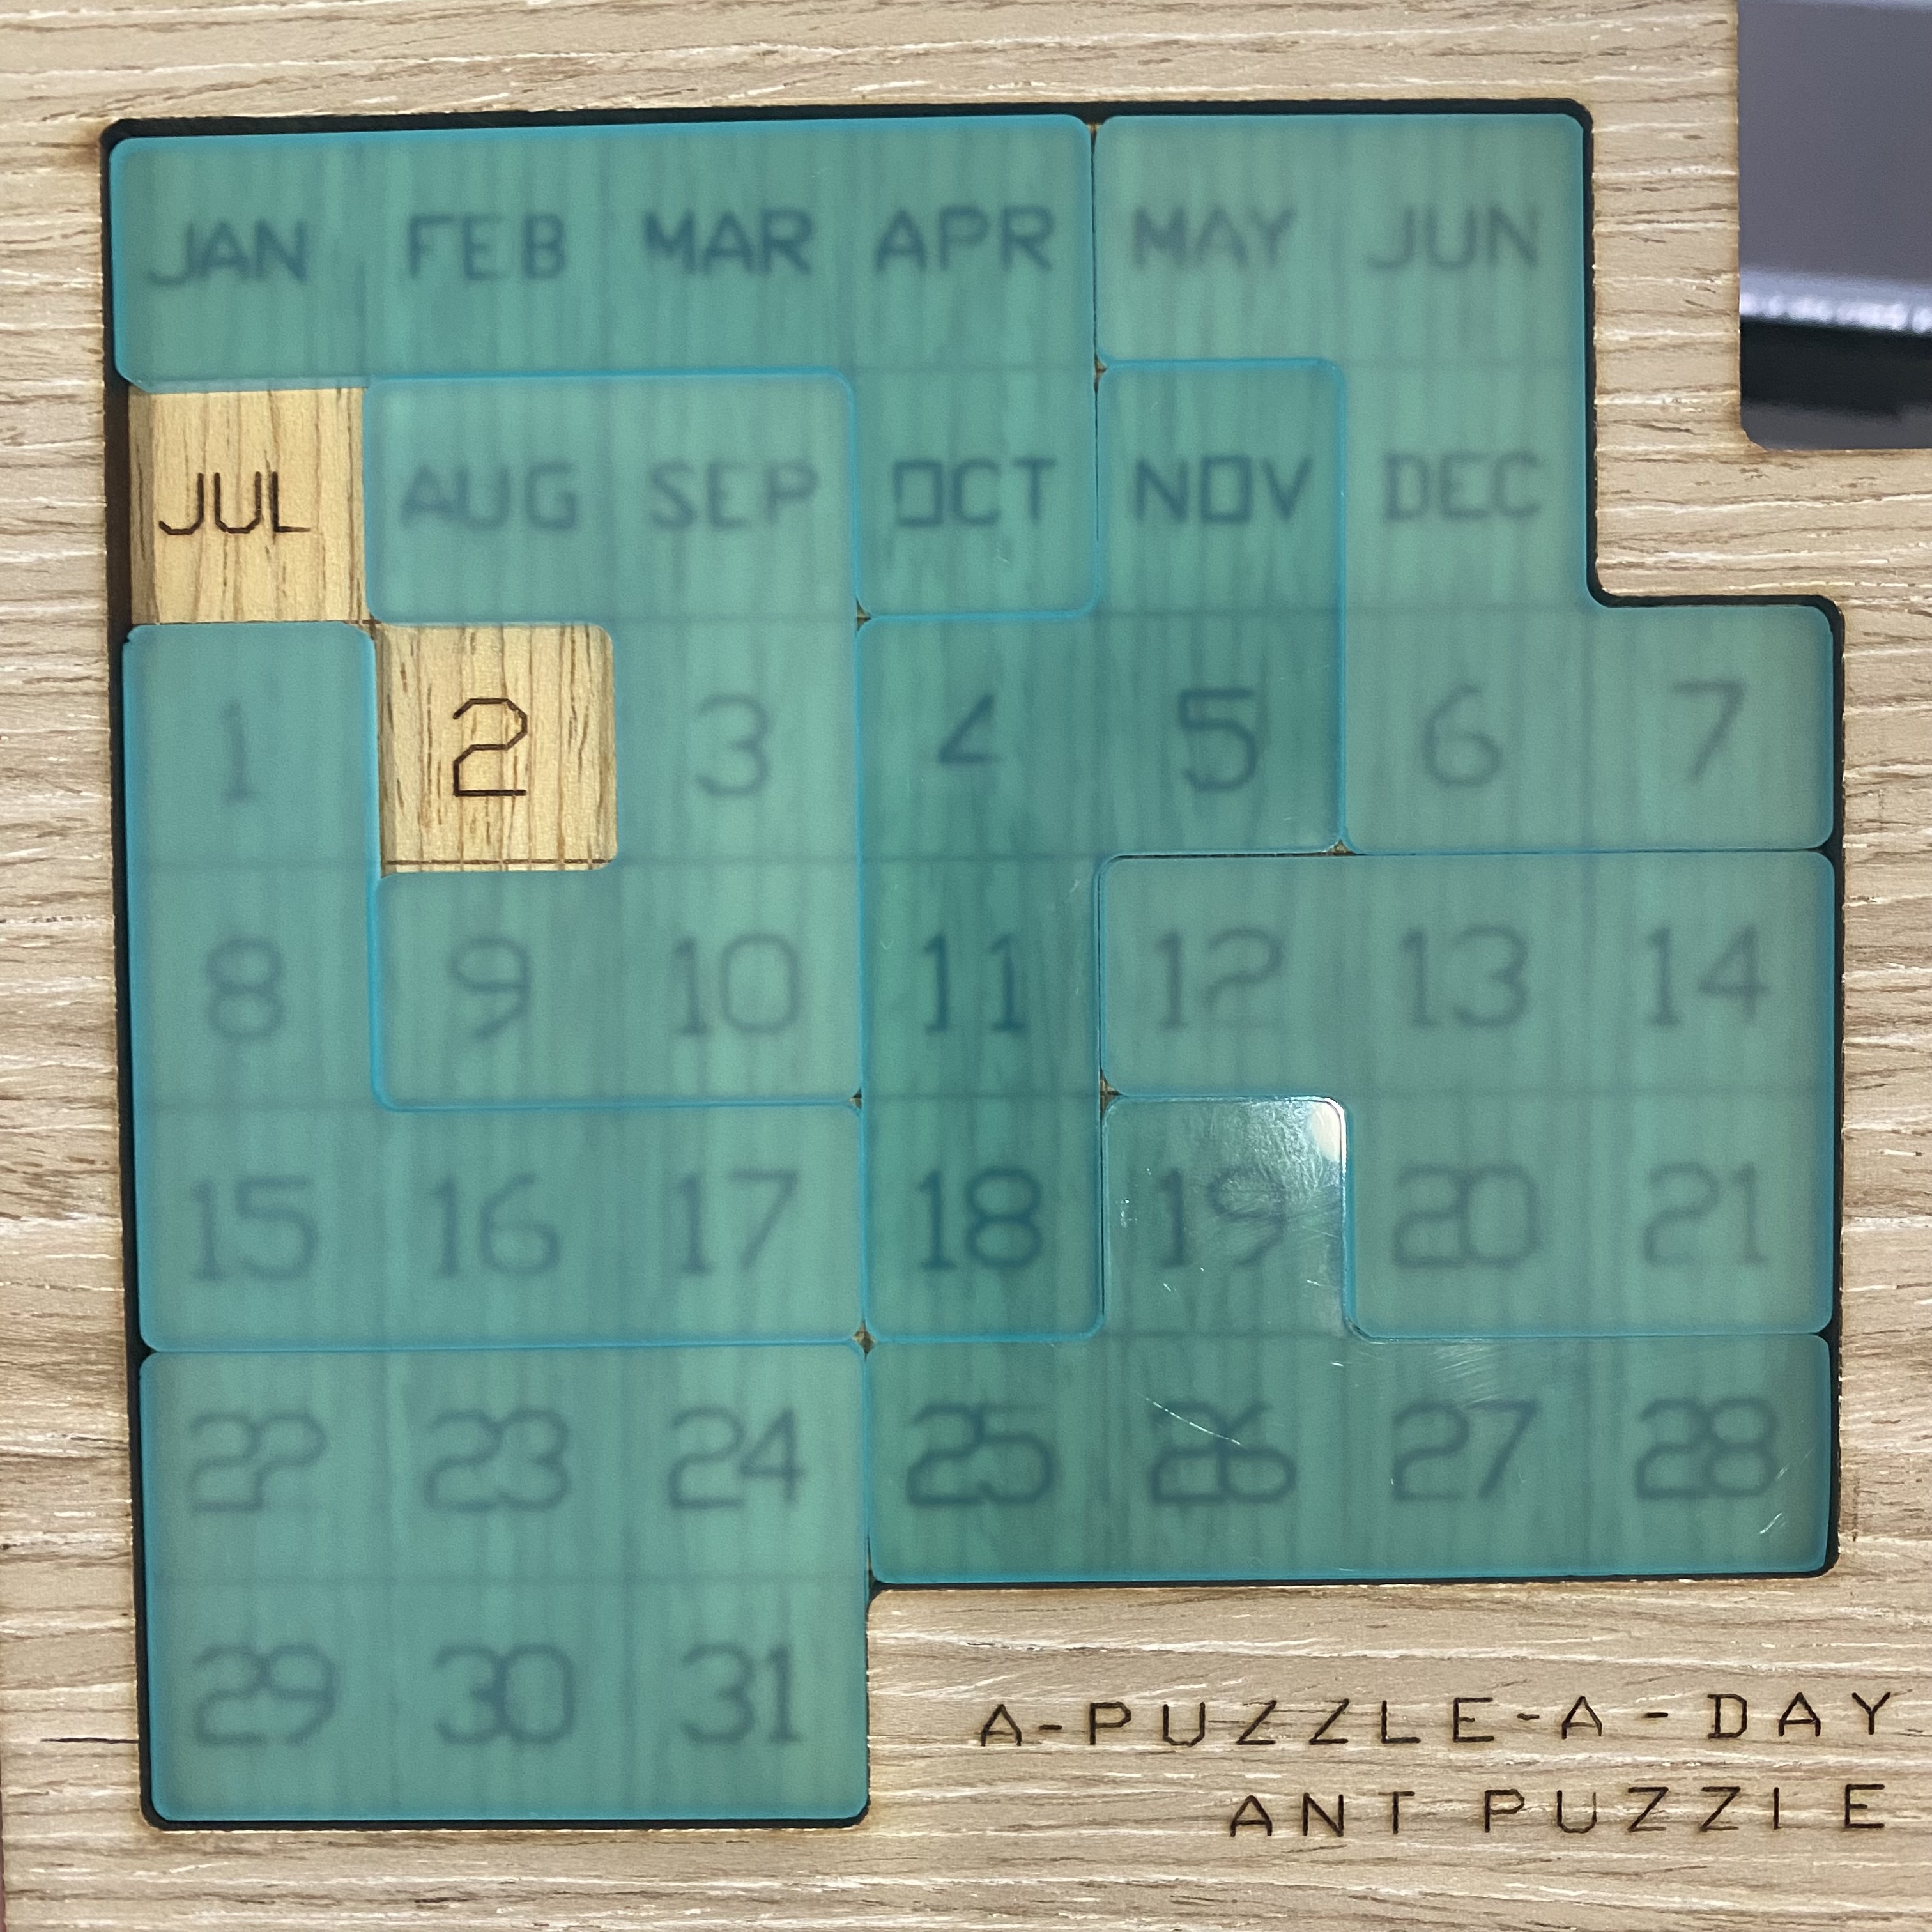 JAN FEB MAR APR MAY JUN
JUL AUG SEP OCT NOV DEC
1 2 3 4 5 6 7
8 9 10 11 12 13 14
15 16 17 18 19 20 21
22 23 24 25 26 27 28
29 30 31
A-PUZZLE-A-DAY
ANT PUZZLE